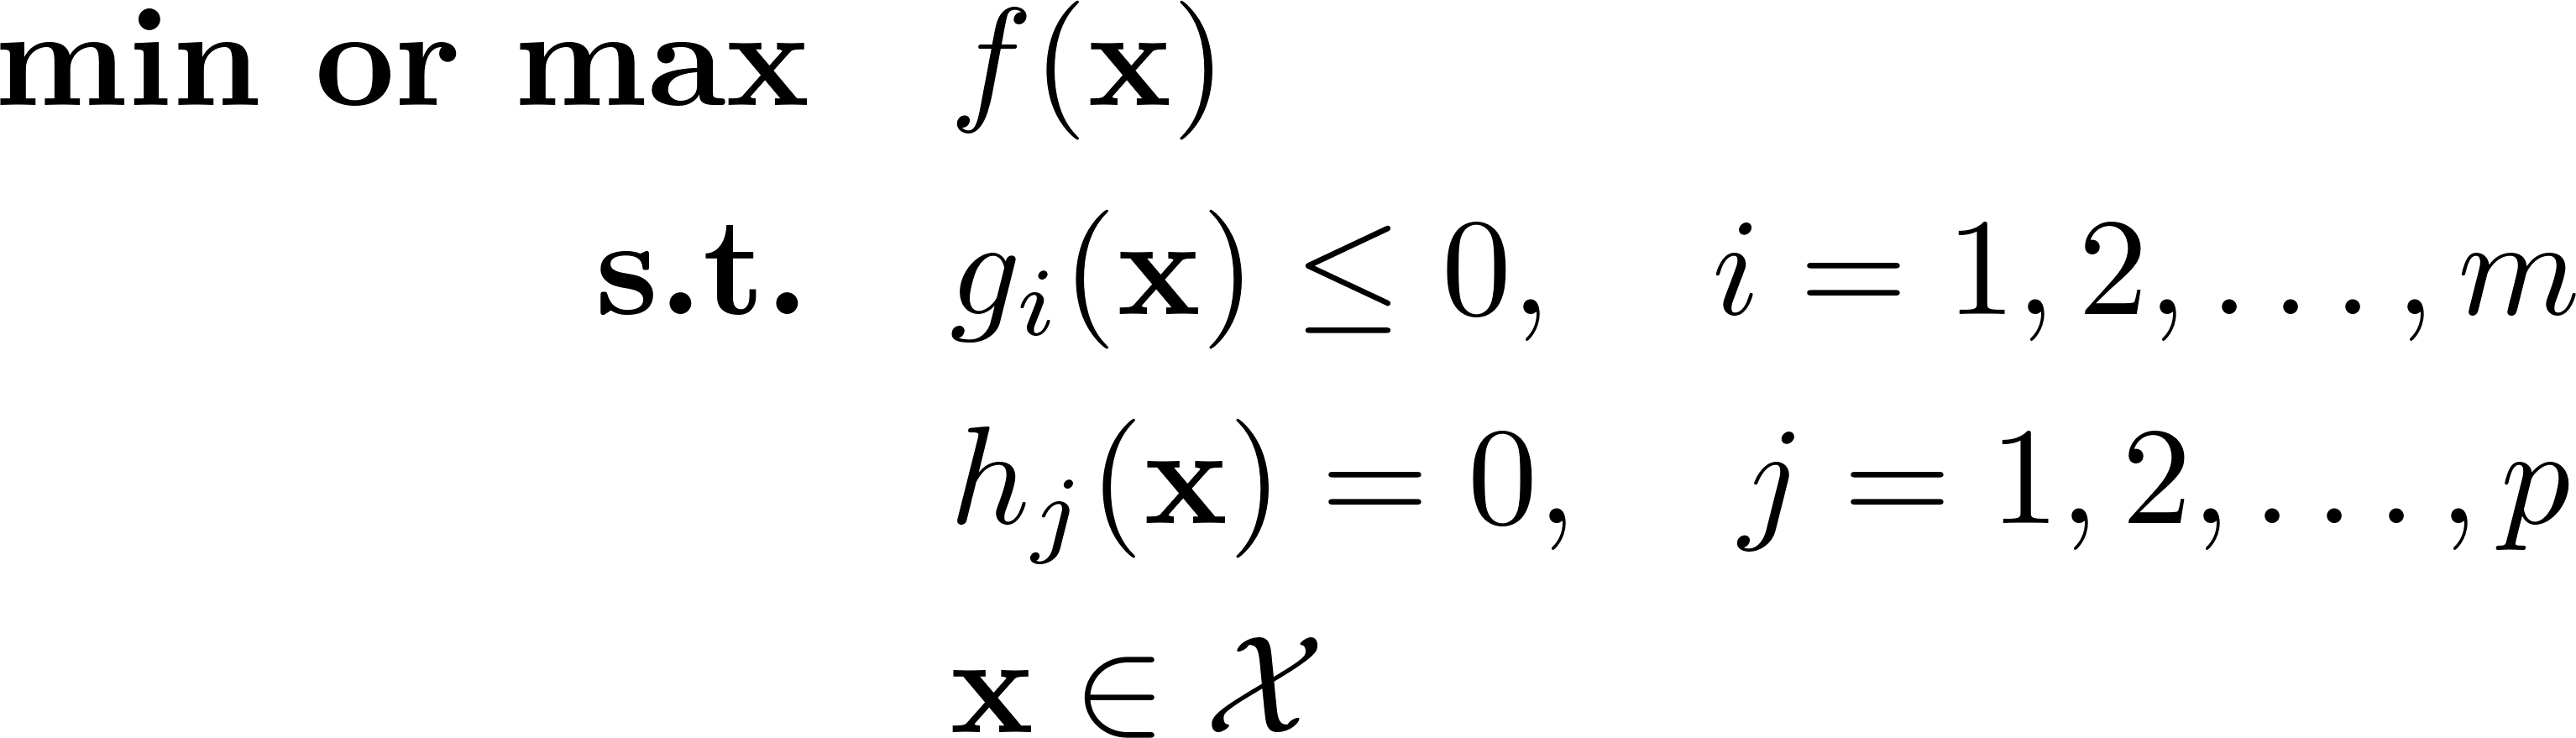 min or max f(x)
s.t. gᵢ(x) ≤ 0, i = 1, 2, . . . , m
hⱼ(x) = 0, j = 1, 2, . . . , p
x ∈ 𝒳